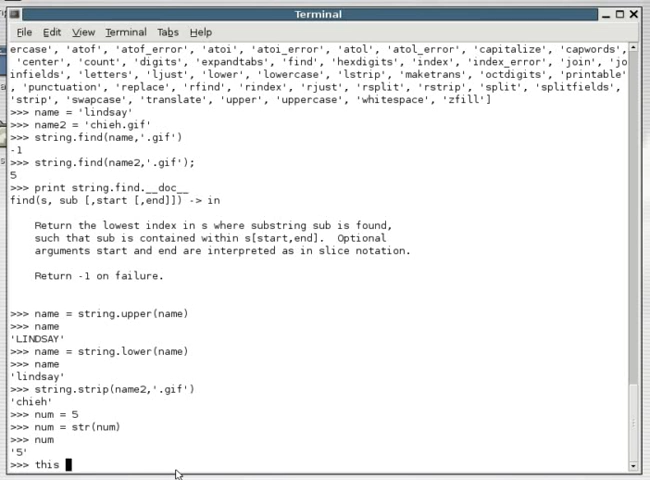 Terminal
File Edit View Terminal Tabs Help
ercase', 'atof', 'atof_error', 'atoi', 'atoi_error', 'atol', 'atol_error', 'capitalize', 'capwords',
'center', 'count', 'digits', 'expandtabs', 'find', 'hexdigits', 'index', 'index_error', 'join', 'jo
infields', 'letters', 'ljust', 'lower', 'lowercase', 'lstrip', 'maketrans', 'octdigits', 'printable'
, 'punctuation', 'replace', 'rfind', 'rindex', 'rjust', 'rsplit', 'rstrip', 'split', 'splitfields',
'strip', 'swapcase', 'translate', 'upper', 'uppercase', 'whitespace', 'zfill']
>>> name = 'lindsay'
>>> name2 = 'chieh.gif'
>>> string.find(name,'.gif')
-1
>>> string.find(name2,'.gif');
5
>>> print string.find.__doc__
find(s, sub [,start [,end]]) -> in
Return the lowest index in s where substring sub is found,
such that sub is contained within s[start,end].  Optional
arguments start and end are interpreted as in slice notation.
Return -1 on failure.
>>> name = string.upper(name)
>>> name
'LINDSAY'
>>> name = string.lower(name)
>>> name
'lindsay'
>>> string.strip(name2,'.gif')
'chieh'
>>> num = 5
>>> num = str(num)
>>> num
'5'
>>> this